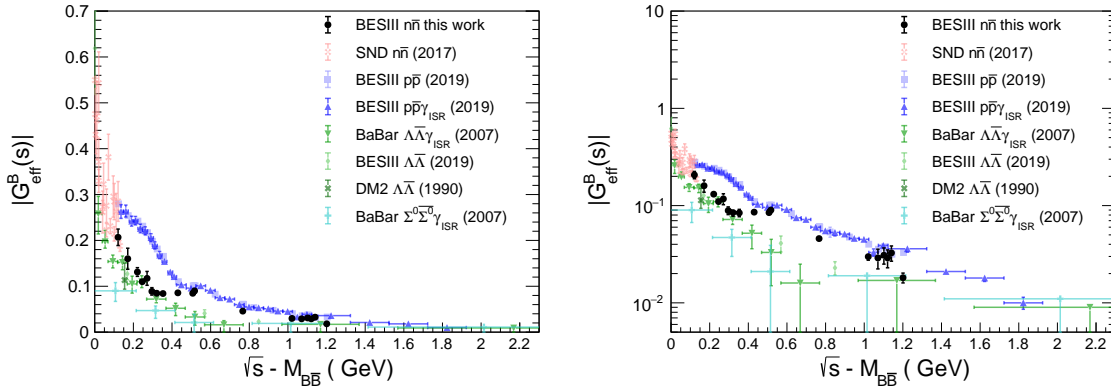 0.7
0.6
0.5
0.4
0.3
0.2
0.1
0
0 0.2 0.4 0.6 0.8 1 1.2 1.4 1.6 1.8 2 2.2
|G^B_eff(s)|
√s - M_BB̅ ( GeV)
BESIII nn̅ this work
SND nn̅ (2017)
BESIII pp̅ (2019)
BESIII pp̅γ_ISR (2019)
BaBar ΛΛ̅γ_ISR (2007)
BESIII ΛΛ̅ (2019)
DM2 ΛΛ̅ (1990)
BaBar Σ⁰Σ̅⁰γ_ISR (2007)
10
1
10⁻¹
10⁻²
0 0.2 0.4 0.6 0.8 1 1.2 1.4 1.6 1.8 2 2.2
|G^B_eff(s)|
√s - M_BB̅ ( GeV)
BESIII nn̅ this work
SND nn̅ (2017)
BESIII pp̅ (2019)
BESIII pp̅γ_ISR (2019)
BaBar ΛΛ̅γ_ISR (2007)
BESIII ΛΛ̅ (2019)
DM2 ΛΛ̅ (1990)
BaBar Σ⁰Σ̅⁰γ_ISR (2007)